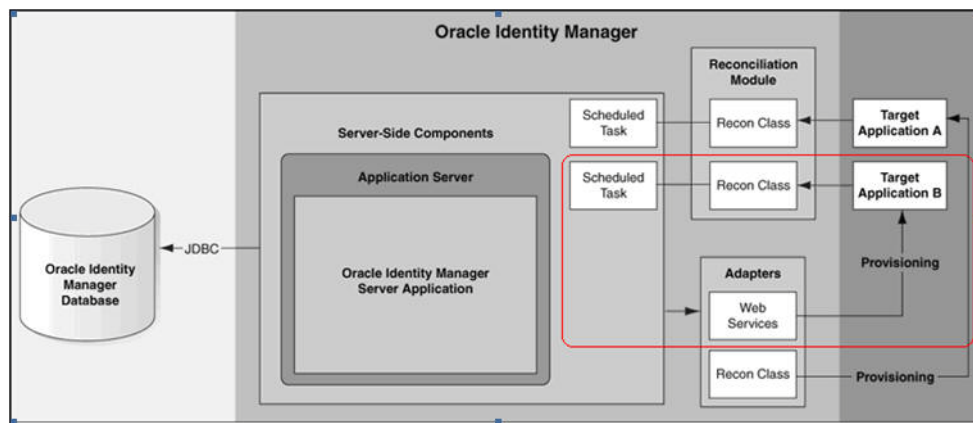 Oracle Identity Manager
Reconciliation
Module
Scheduled
Task
Recon Class
Target
Application A
Server-Side Components
Application Server
Scheduled
Task
Recon Class
Target
Application B
JDBC
Oracle Identity
Manager
Database
Oracle Identity Manager
Server Application
Provisioning
Adapters
Web
Services
Recon Class
Provisioning